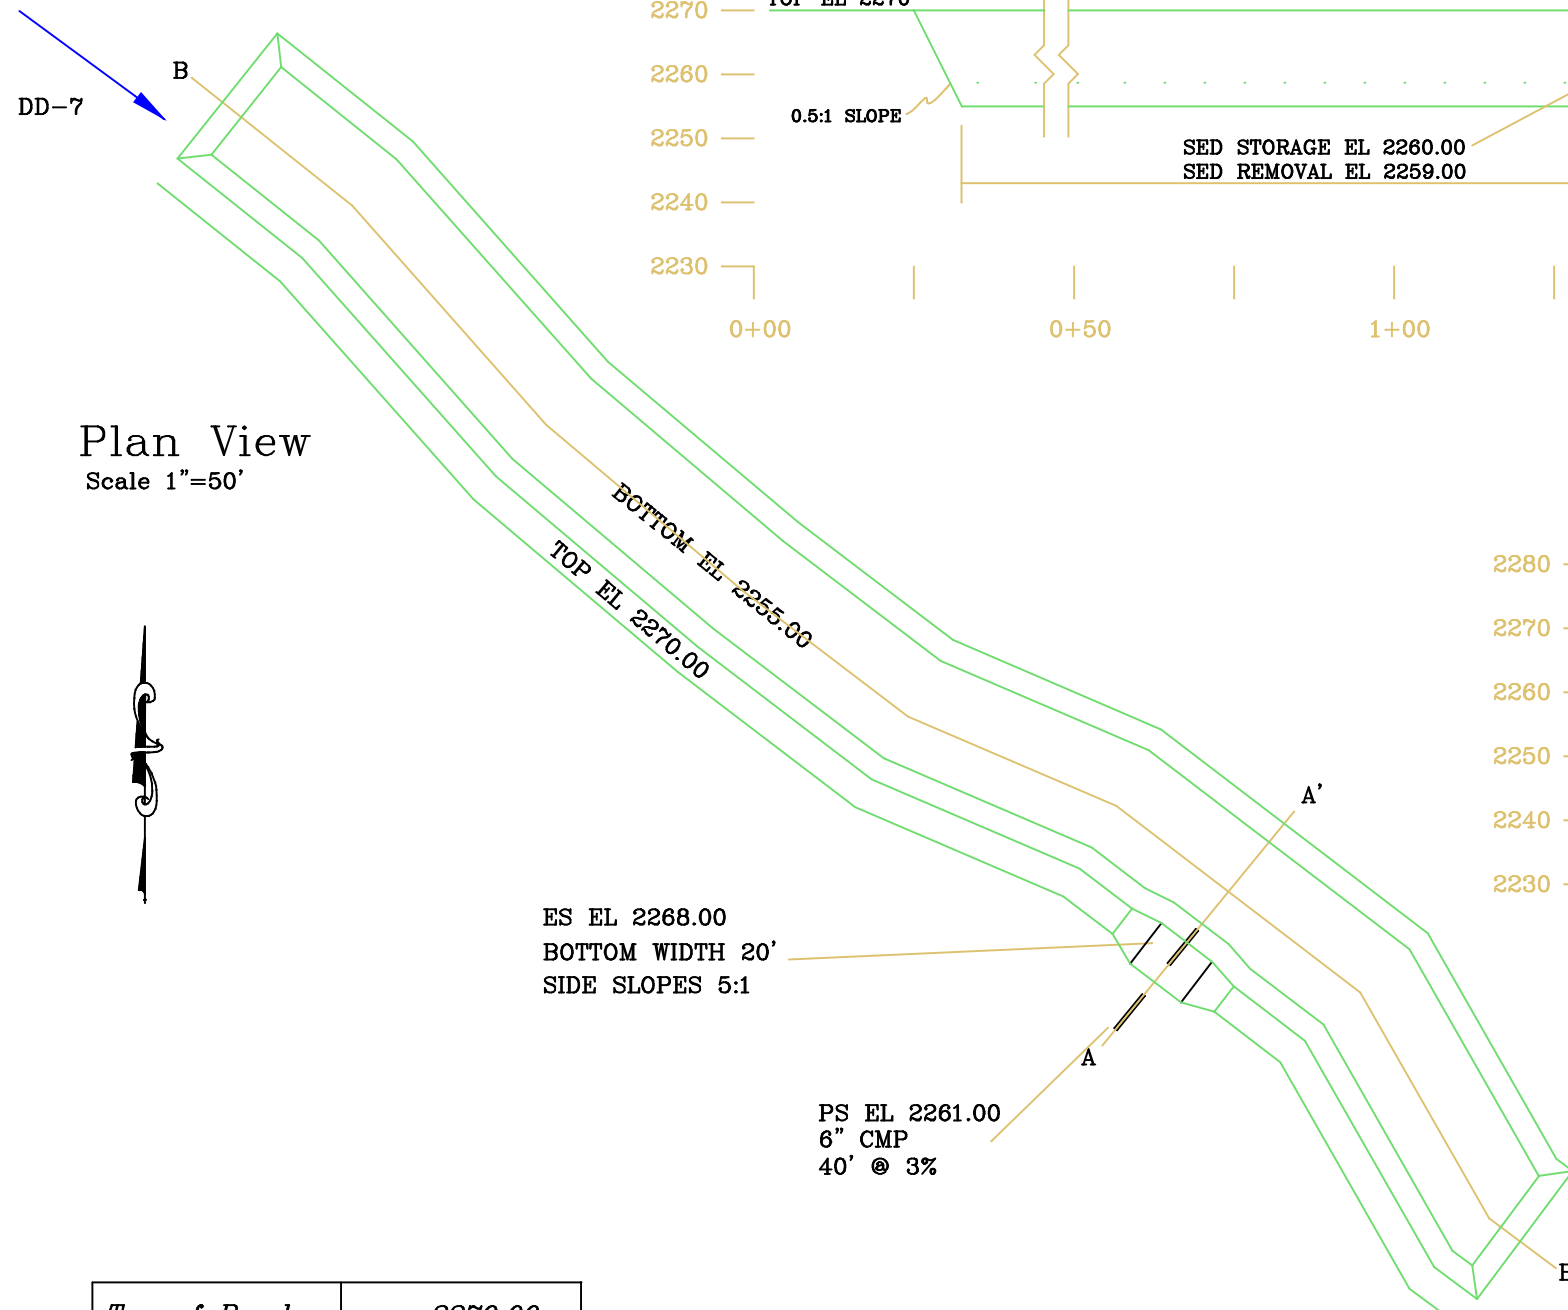 2270
TOP EL 2270
2260
B
DD-7
0.5:1 SLOPE
2250
SED STORAGE EL 2260.00
SED REMOVAL EL 2259.00
2240
2230
0+00
0+50
1+00
Plan View
Scale 1"=50'
BOTTOM EL 2255.00
TOP EL 2270.00
2280
2270
2260
2250
2240
2230
A'
ES EL 2268.00
BOTTOM WIDTH 20'
SIDE SLOPES 5:1
A
PS EL 2261.00
6" CMP
40' @ 3%
2270.00